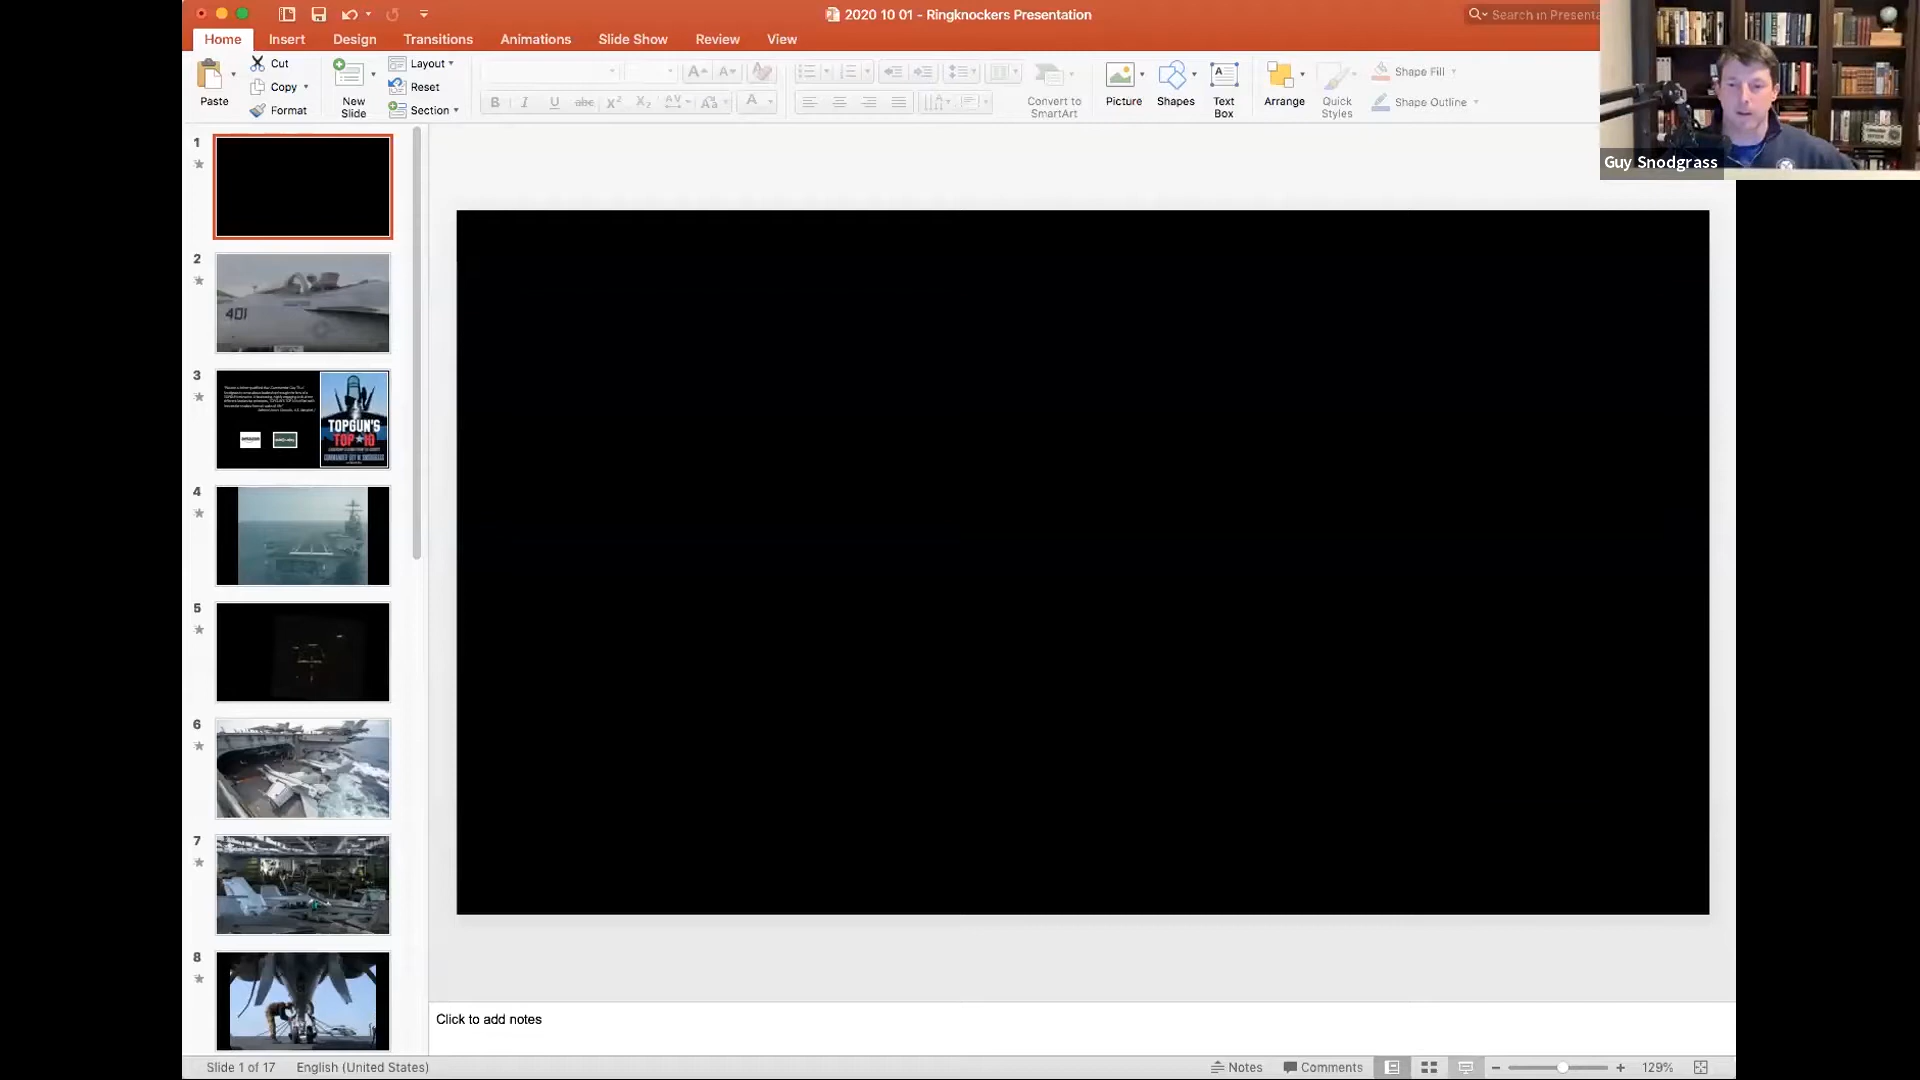 2020 10 01 - Ringknockers Presentation
Search in Presenta
Home Insert Design Transitions Animations Slide Show Review View
Paste
Cut
Copy
Format
New Slide
Layout
Reset
Section
Convert to SmartArt
Picture
Shapes
Text Box
Arrange
Quick Styles
Shape Fill
Shape Outline
Guy Snodgrass
1
2
401
3
TOPGUN'S
TOP 10
4
5
6
7
8
Click to add notes
Slide 1 of 17 English (United States) Notes Comments 129%